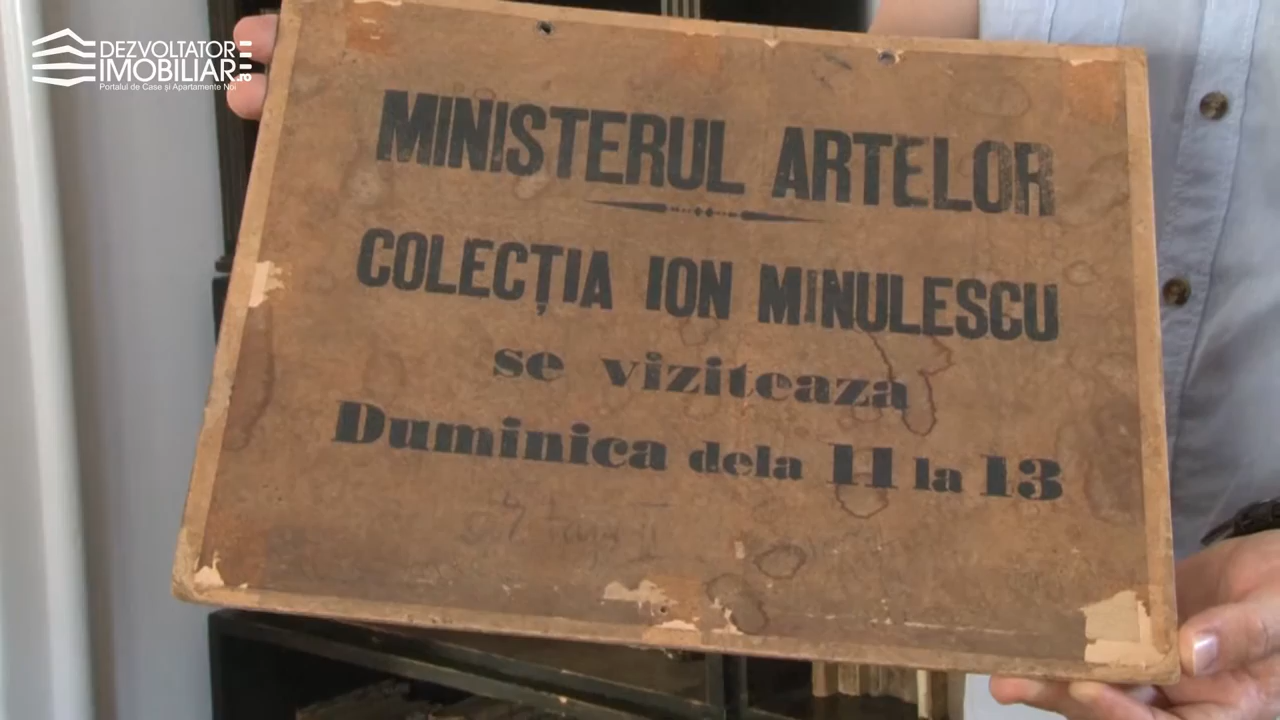 DEZVOLTATOR
IMOBILIAR.ro
Portalul de Case și Apartamente Noi
MINISTERUL ARTELOR
COLECȚIA ION MINULESCU
se viziteaza
Duminica dela 11 la 13